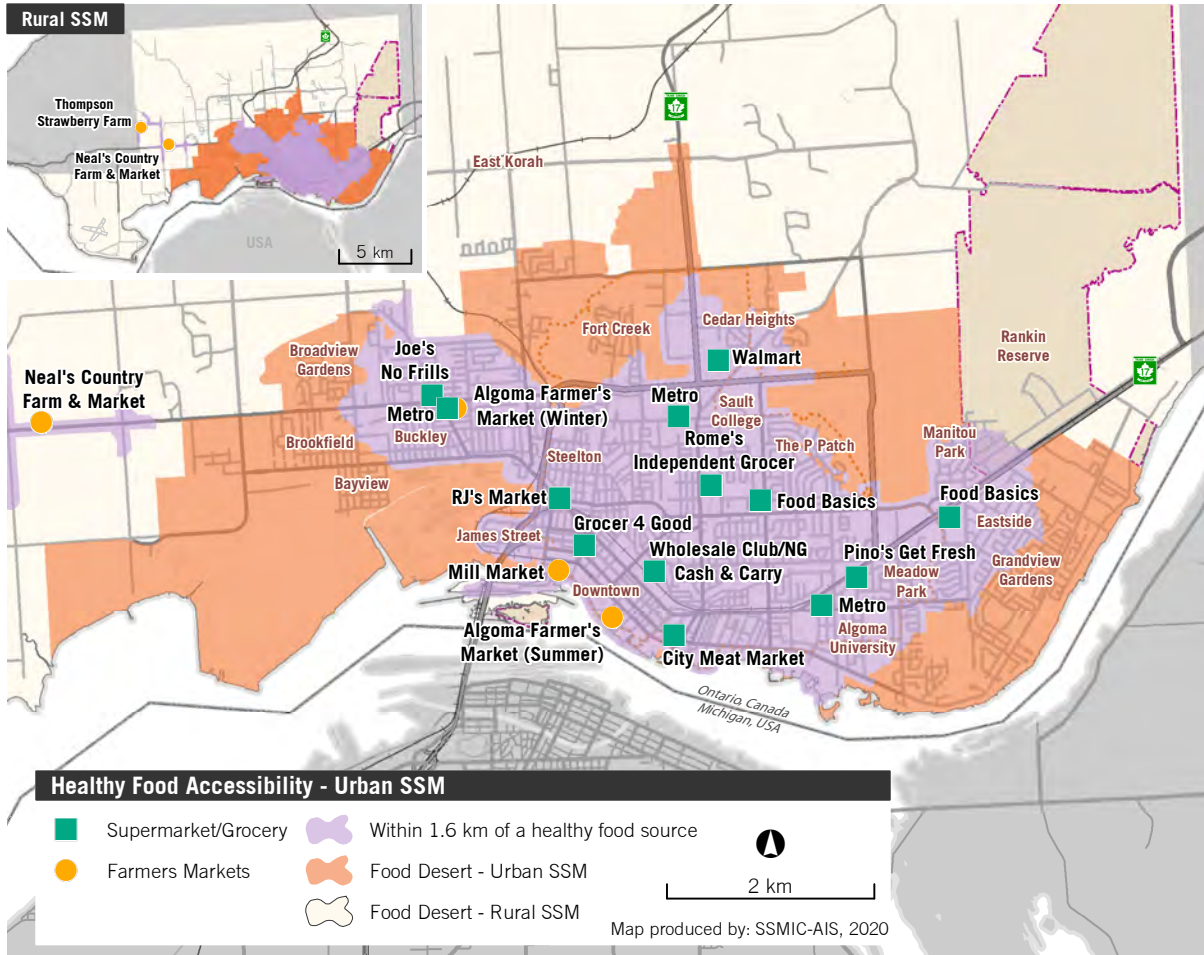 Rural SSM
17
Thompson
Strawberry Farm
Neal's Country
Farm & Market
USA
5 km
17
East Korah
Fort Creek
Cedar Heights
Rankin
Reserve
17
Broadview
Gardens
Joe's
No Frills
Walmart
Neal's Country
Farm & Market
Metro
Algoma Farmer's
Market (Winter)
Metro
Sault
College
Buckley
Brookfield
Rome's
Independent Grocer
The P Patch
Manitou
Park
Steelton
Bayview
RJ's Market
Food Basics
Food Basics
Eastside
Grocer 4 Good
James Street
Wholesale Club/NG
Cash & Carry
Pino's Get Fresh
Grandview
Gardens
Mill Market
Meadow
Park
Downtown
Metro
Algoma Farmer's
Market (Summer)
Algoma
University
City Meat Market
Ontario, Canada
Michigan, USA
Healthy Food Accessibility - Urban SSM
Supermarket/Grocery
Within 1.6 km of a healthy food source
Farmers Markets
Food Desert - Urban SSM
2 km
Food Desert - Rural SSM
Map produced by: SSMIC-AIS, 2020